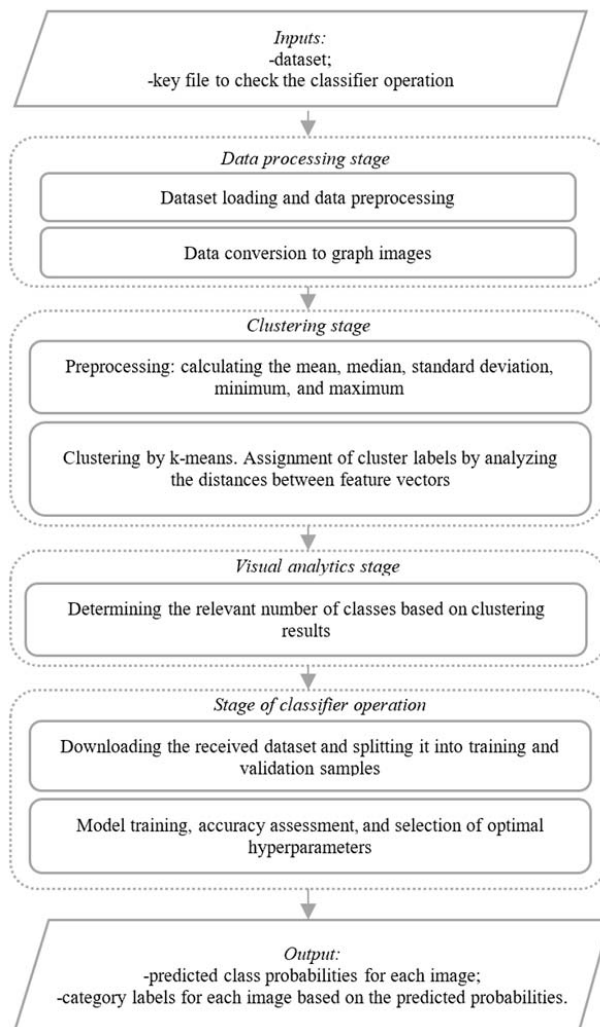 Inputs:
-dataset;
-key file to check the classifier operation
Data processing stage
Dataset loading and data preprocessing
Data conversion to graph images
Clustering stage
Preprocessing: calculating the mean, median, standard deviation,
minimum, and maximum
Clustering by k-means. Assignment of cluster labels by analyzing
the distances between feature vectors
Visual analytics stage
Determining the relevant number of classes based on clustering
results
Stage of classifier operation
Downloading the received dataset and splitting it into training and
validation samples
Model training, accuracy assessment, and selection of optimal
hyperparameters
Output:
-predicted class probabilities for each image;
-category labels for each image based on the predicted probabilities.